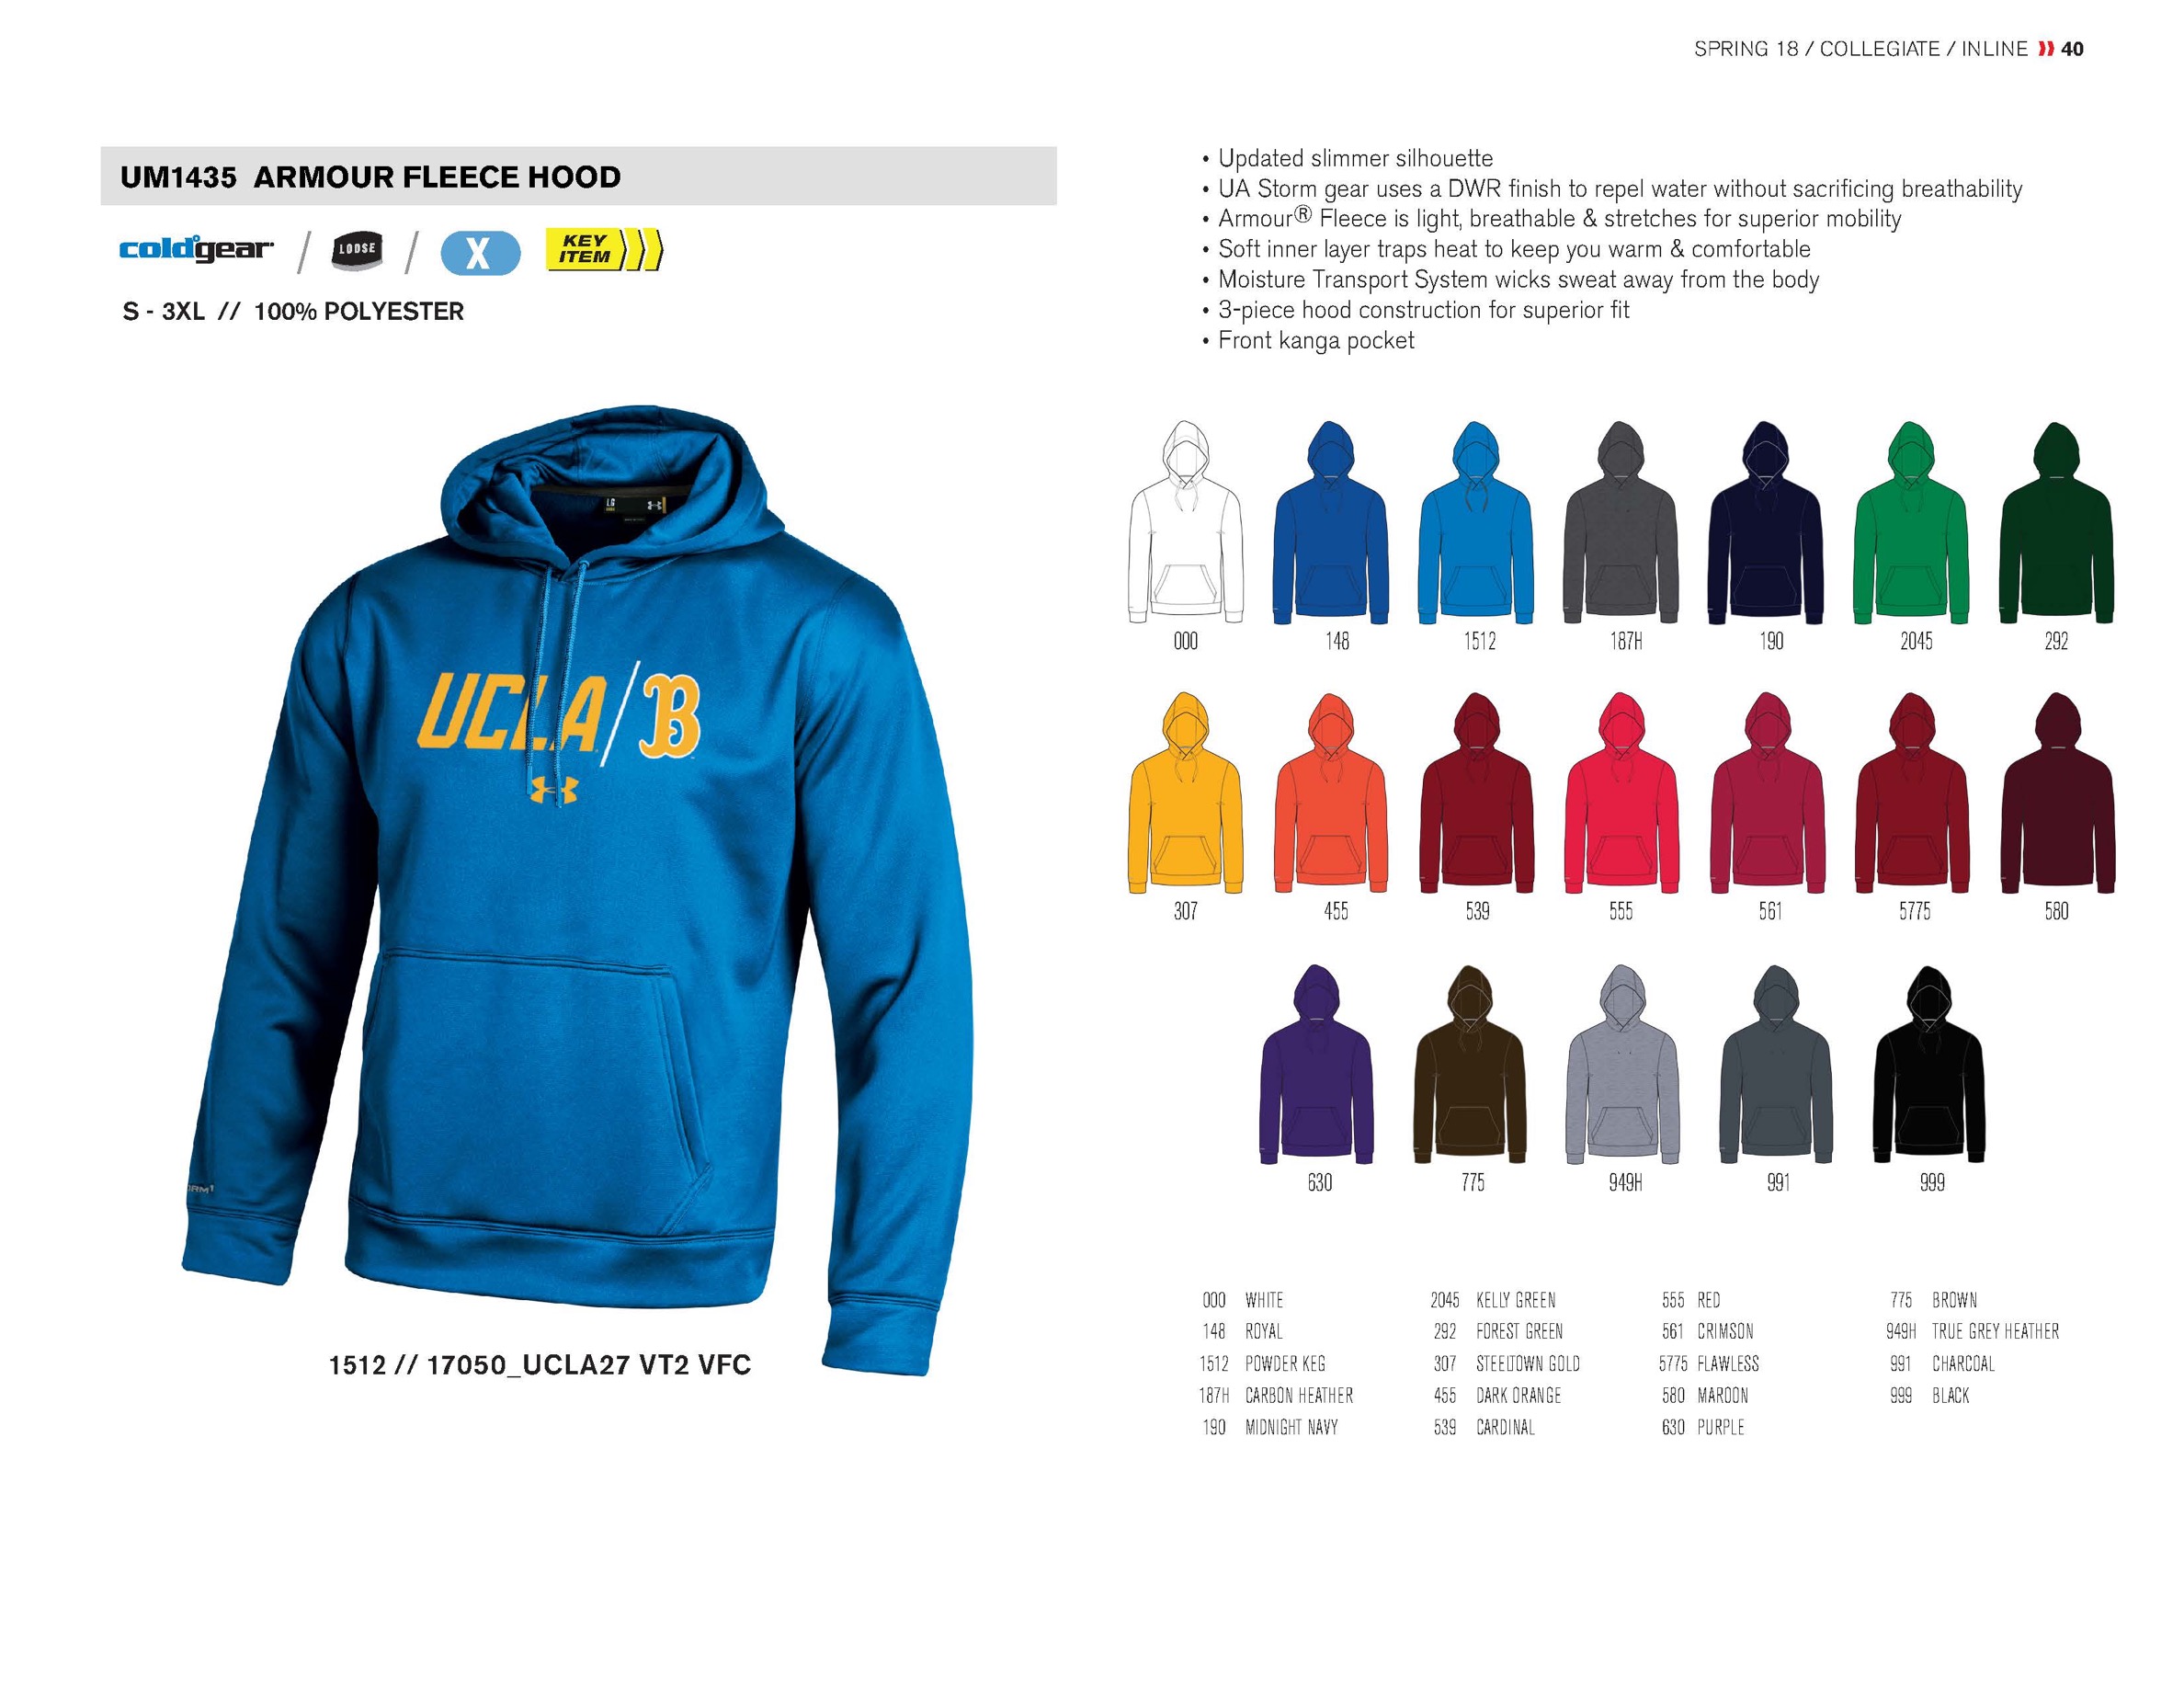 SPRING 18 / COLLEGIATE / INLINE 40
UM1435 ARMOUR FLEECE HOOD
coldgear / LOOSE / X KEY ITEM
S - 3XL // 100% POLYESTER
• Updated slimmer silhouette
• UA Storm gear uses a DWR finish to repel water without sacrificing breathability
• Armour® Fleece is light, breathable & stretches for superior mobility
• Soft inner layer traps heat to keep you warm & comfortable
• Moisture Transport System wicks sweat away from the body
• 3-piece hood construction for superior fit
• Front kanga pocket
LG
UCLA/B
1512 // 17050_UCLA27 VT2 VFC
000 148 1512 187H 190 2045 292
307 455 539 555 561 5775 580
630 775 949H 991 999
000 WHITE
148 ROYAL
1512 POWDER KEG
187H CARBON HEATHER
190 MIDNIGHT NAVY
2045 KELLY GREEN
292 FOREST GREEN
307 STEELTOWN GOLD
455 DARK ORANGE
539 CARDINAL
555 RED
561 CRIMSON
5775 FLAWLESS
580 MAROON
630 PURPLE
775 BROWN
949H TRUE GREY HEATHER
991 CHARCOAL
999 BLACK